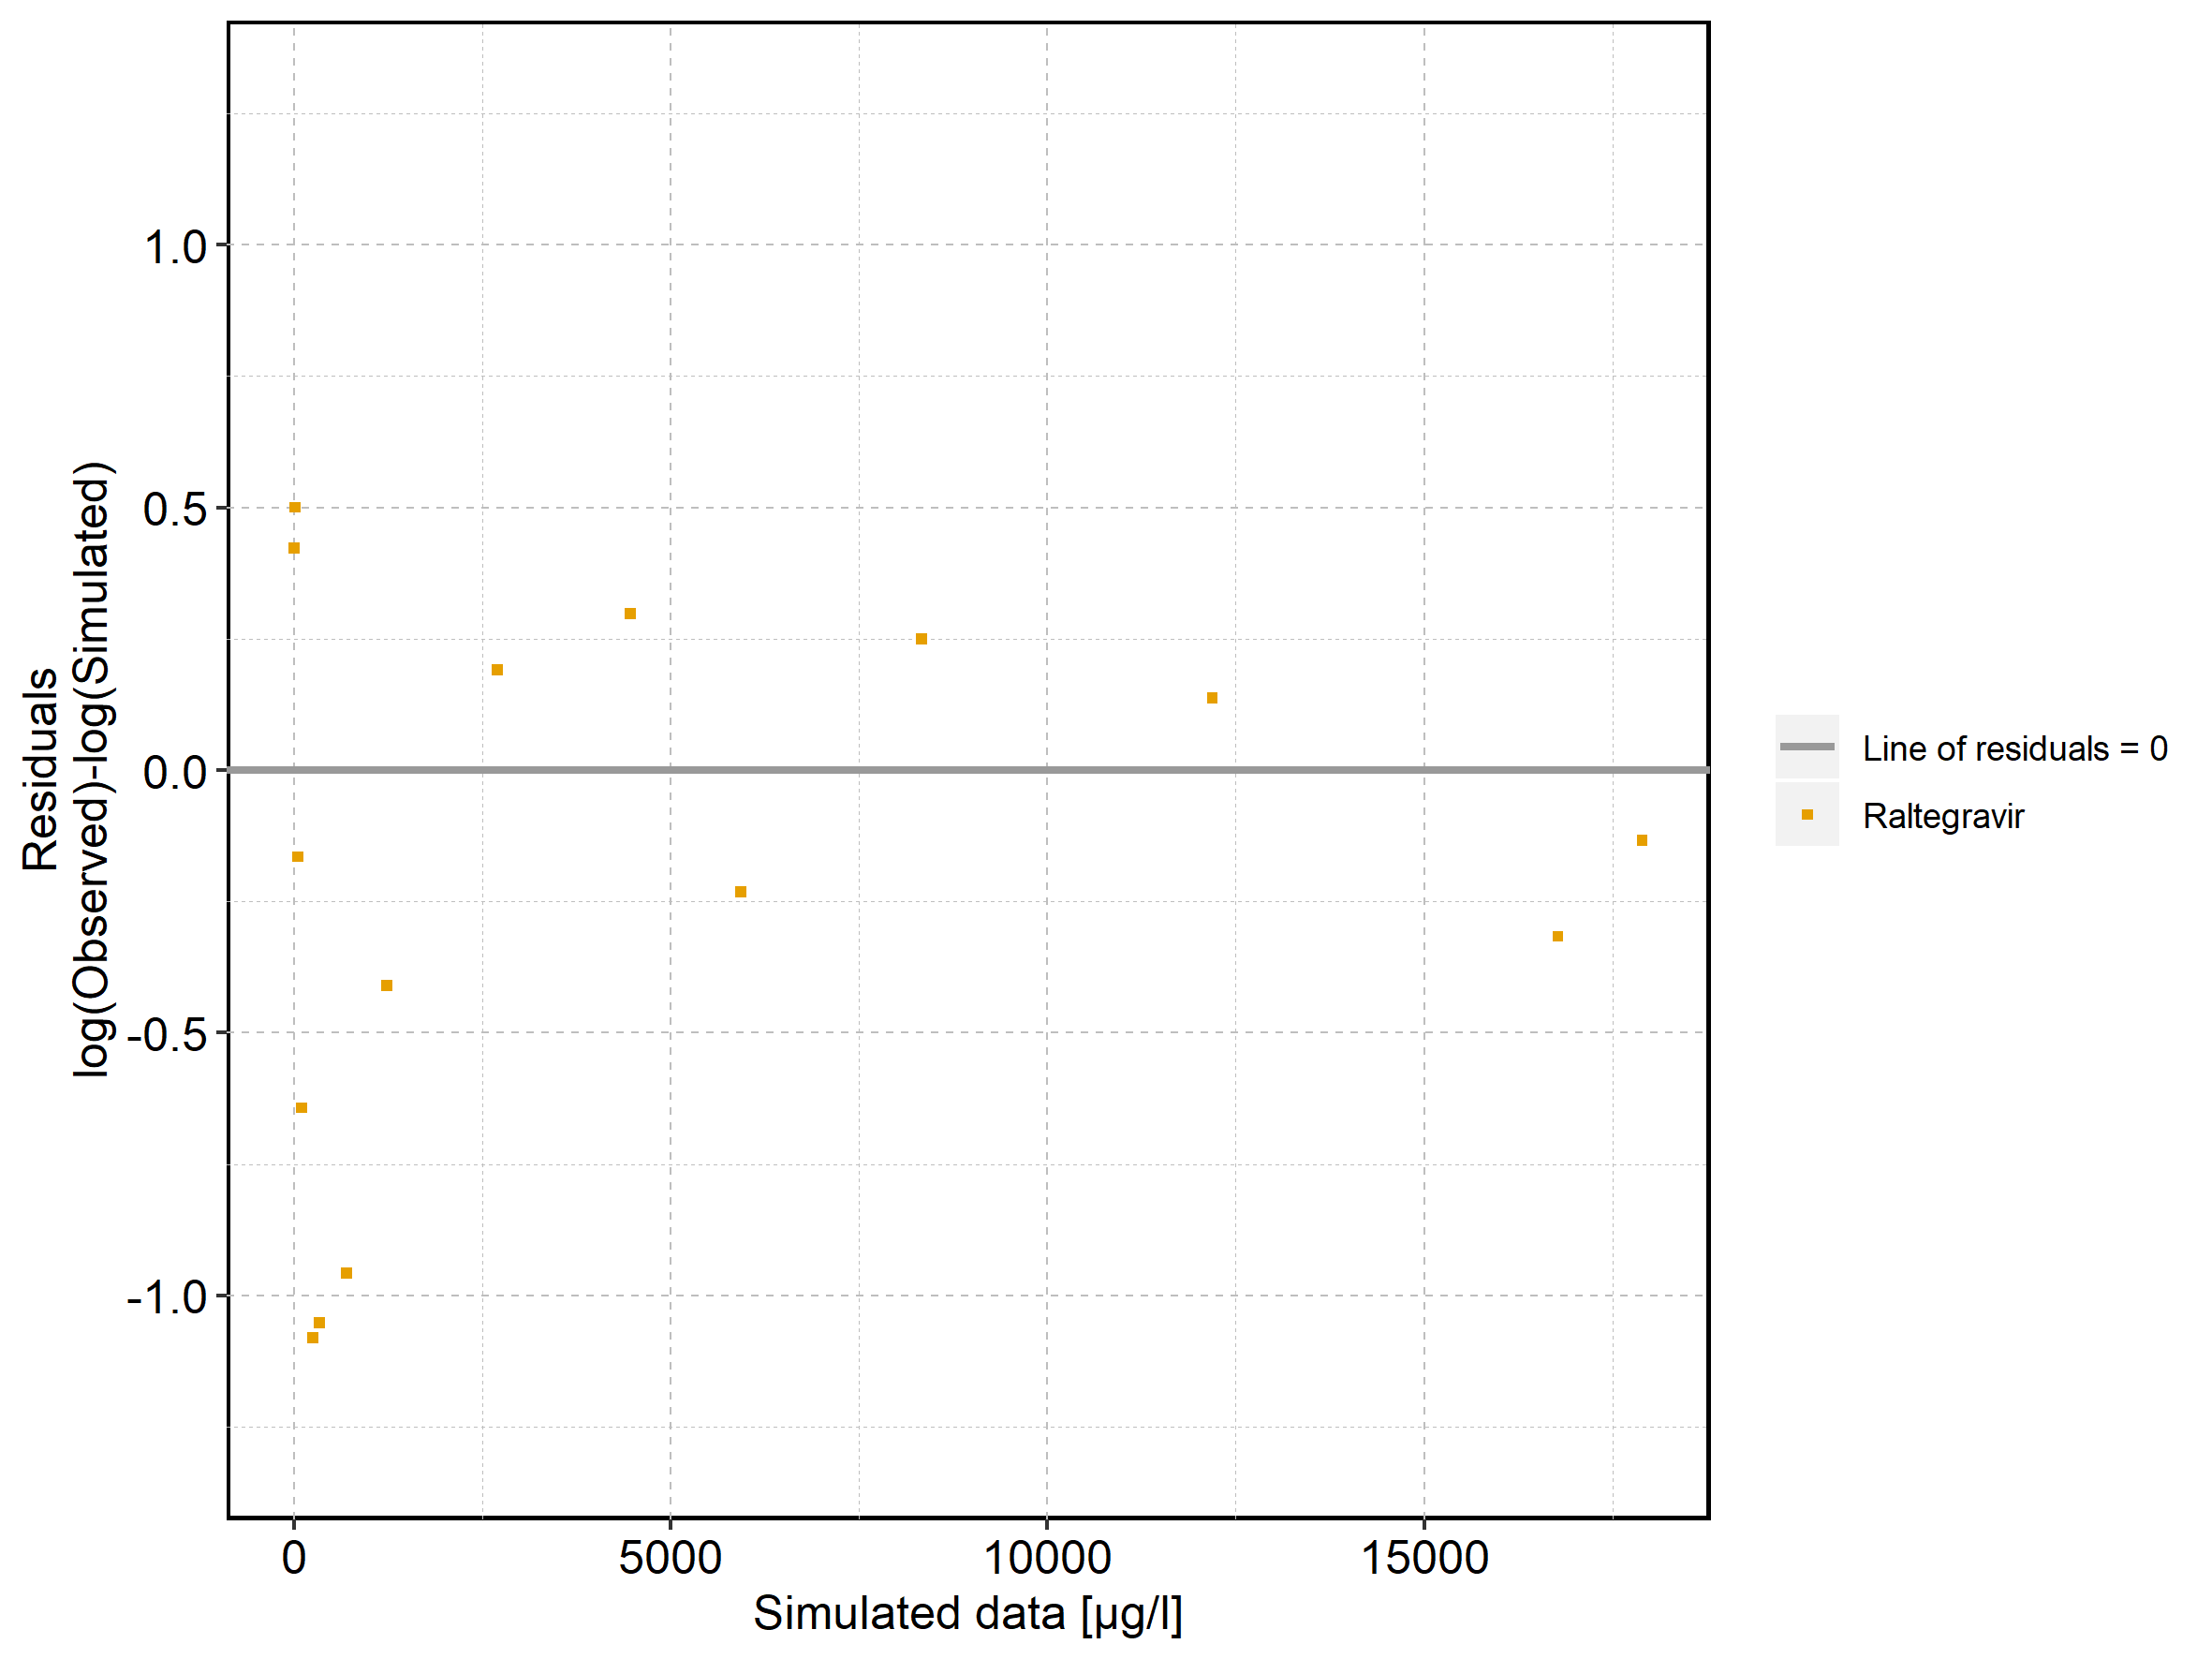 Residuals
log(Observed)-log(Simulated)
1.0
0.5
0.0
-0.5
-1.0
0
5000
10000
15000
Simulated data [µg/l]
Line of residuals = 0
Raltegravir